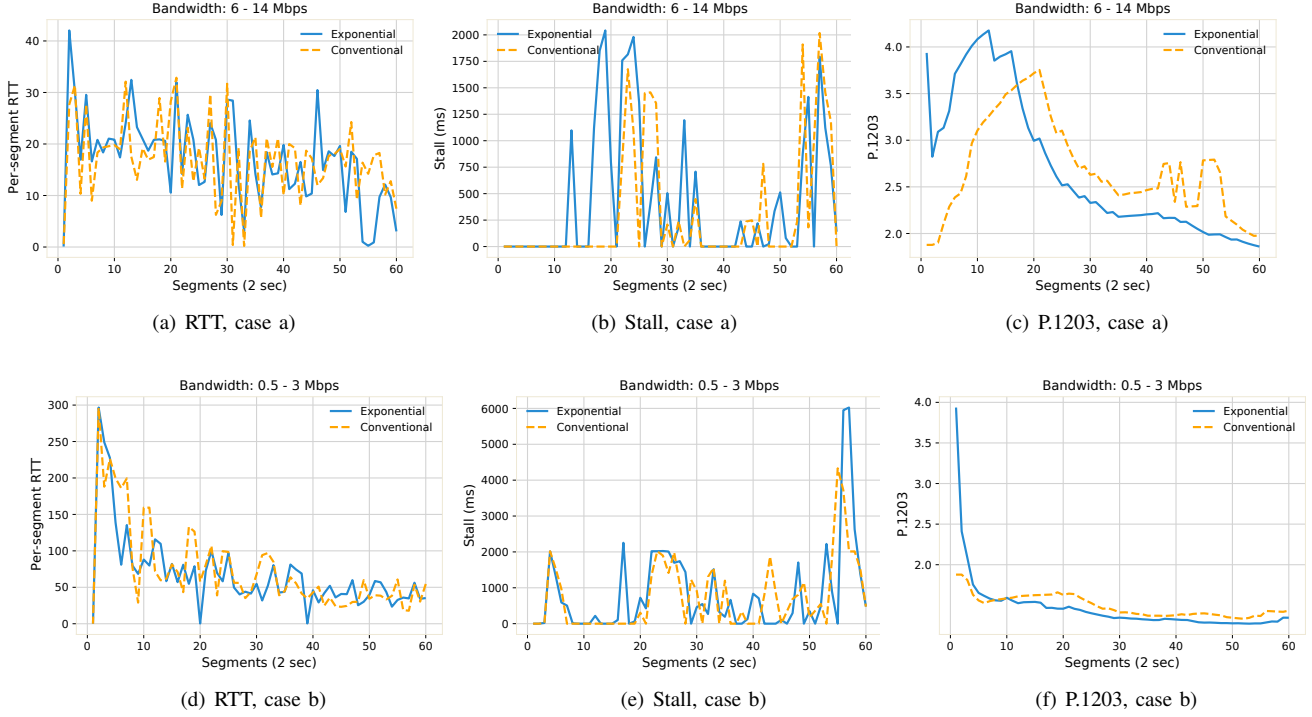 Bandwidth: 6 - 14 Mbps
Per-segment RTT
40
30
20
10
0
Exponential
Conventional
0 10 20 30 40 50 60
Segments (2 sec)
(a) RTT, case a)
Bandwidth: 6 - 14 Mbps
Stall (ms)
2000
1750
1500
1250
1000
750
500
250
0
Exponential
Conventional
0 10 20 30 40 50 60
Segments (2 sec)
(b) Stall, case a)
Bandwidth: 6 - 14 Mbps
P.1203
4.0
3.5
3.0
2.5
2.0
Exponential
Conventional
0 10 20 30 40 50 60
Segments (2 sec)
(c) P.1203, case a)
Bandwidth: 0.5 - 3 Mbps
Per-segment RTT
300
250
200
150
100
50
0
Exponential
Conventional
0 10 20 30 40 50 60
Segments (2 sec)
(d) RTT, case b)
Bandwidth: 0.5 - 3 Mbps
Stall (ms)
6000
5000
4000
3000
2000
1000
0
Exponential
Conventional
0 10 20 30 40 50 60
Segments (2 sec)
(e) Stall, case b)
Bandwidth: 0.5 - 3 Mbps
P.1203
4.0
3.5
3.0
2.5
2.0
Exponential
Conventional
0 10 20 30 40 50 60
Segments (2 sec)
(f) P.1203, case b)